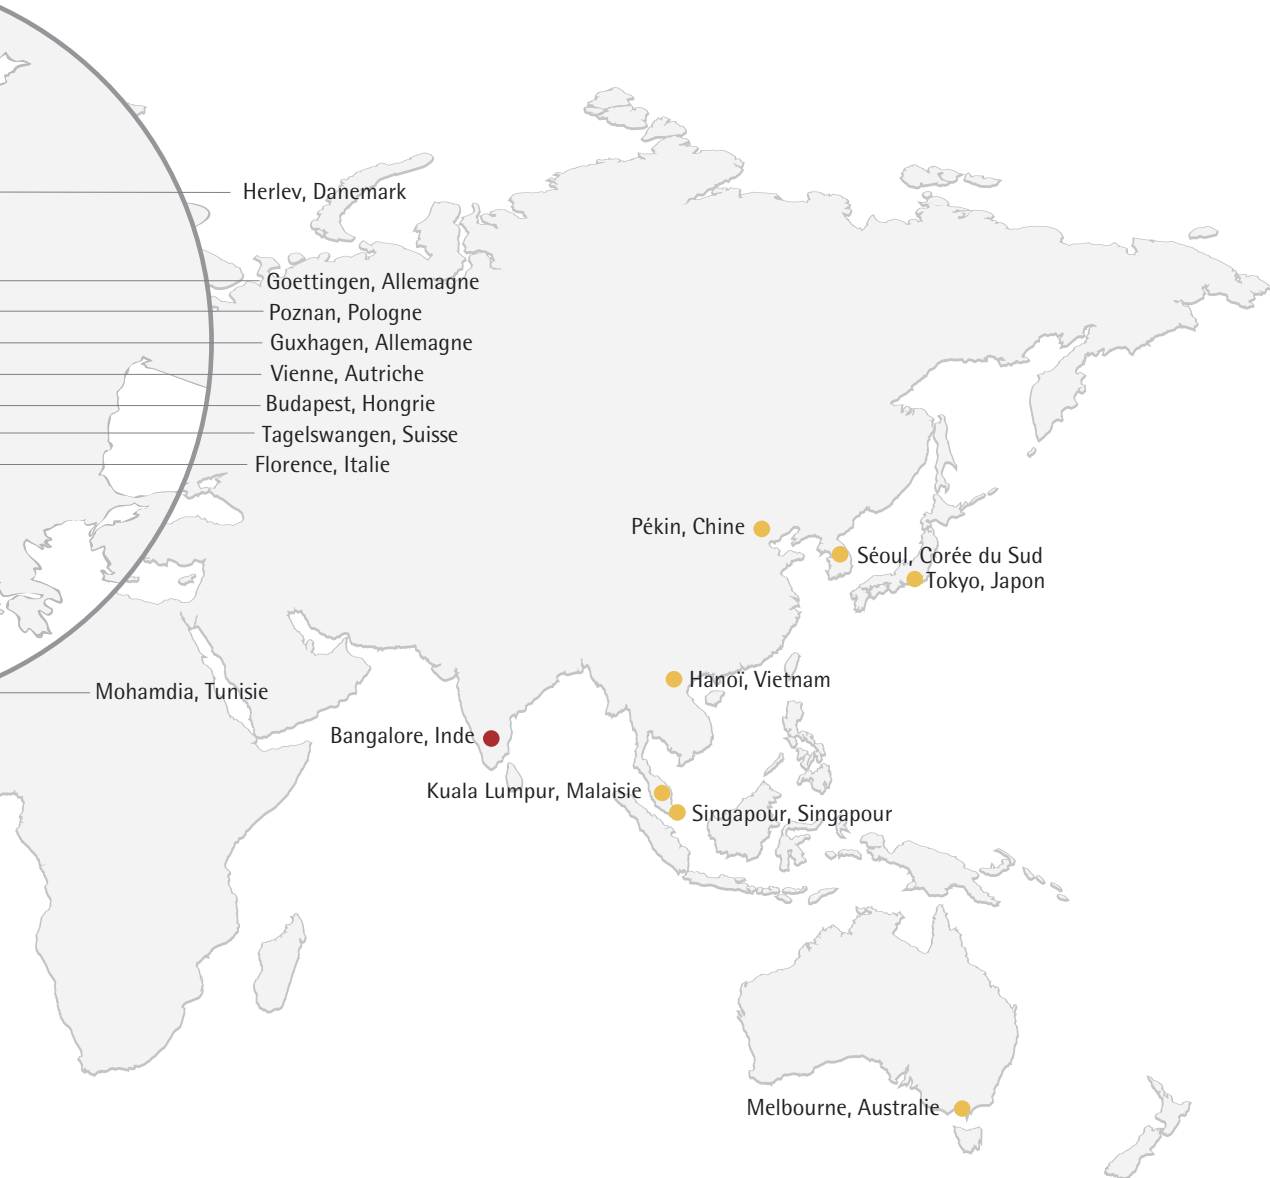 Herlev, Danemark
Goettingen, Allemagne
Poznan, Pologne
Guxhagen, Allemagne
Vienne, Autriche
Budapest, Hongrie
Tagelswangen, Suisse
Florence, Italie
Pékin, Chine
Séoul, Corée du Sud
Tokyo, Japon
Hanoï, Vietnam
Mohamdia, Tunisie
Bangalore, Inde
Kuala Lumpur, Malaisie
Singapour, Singapour
Melbourne, Australie